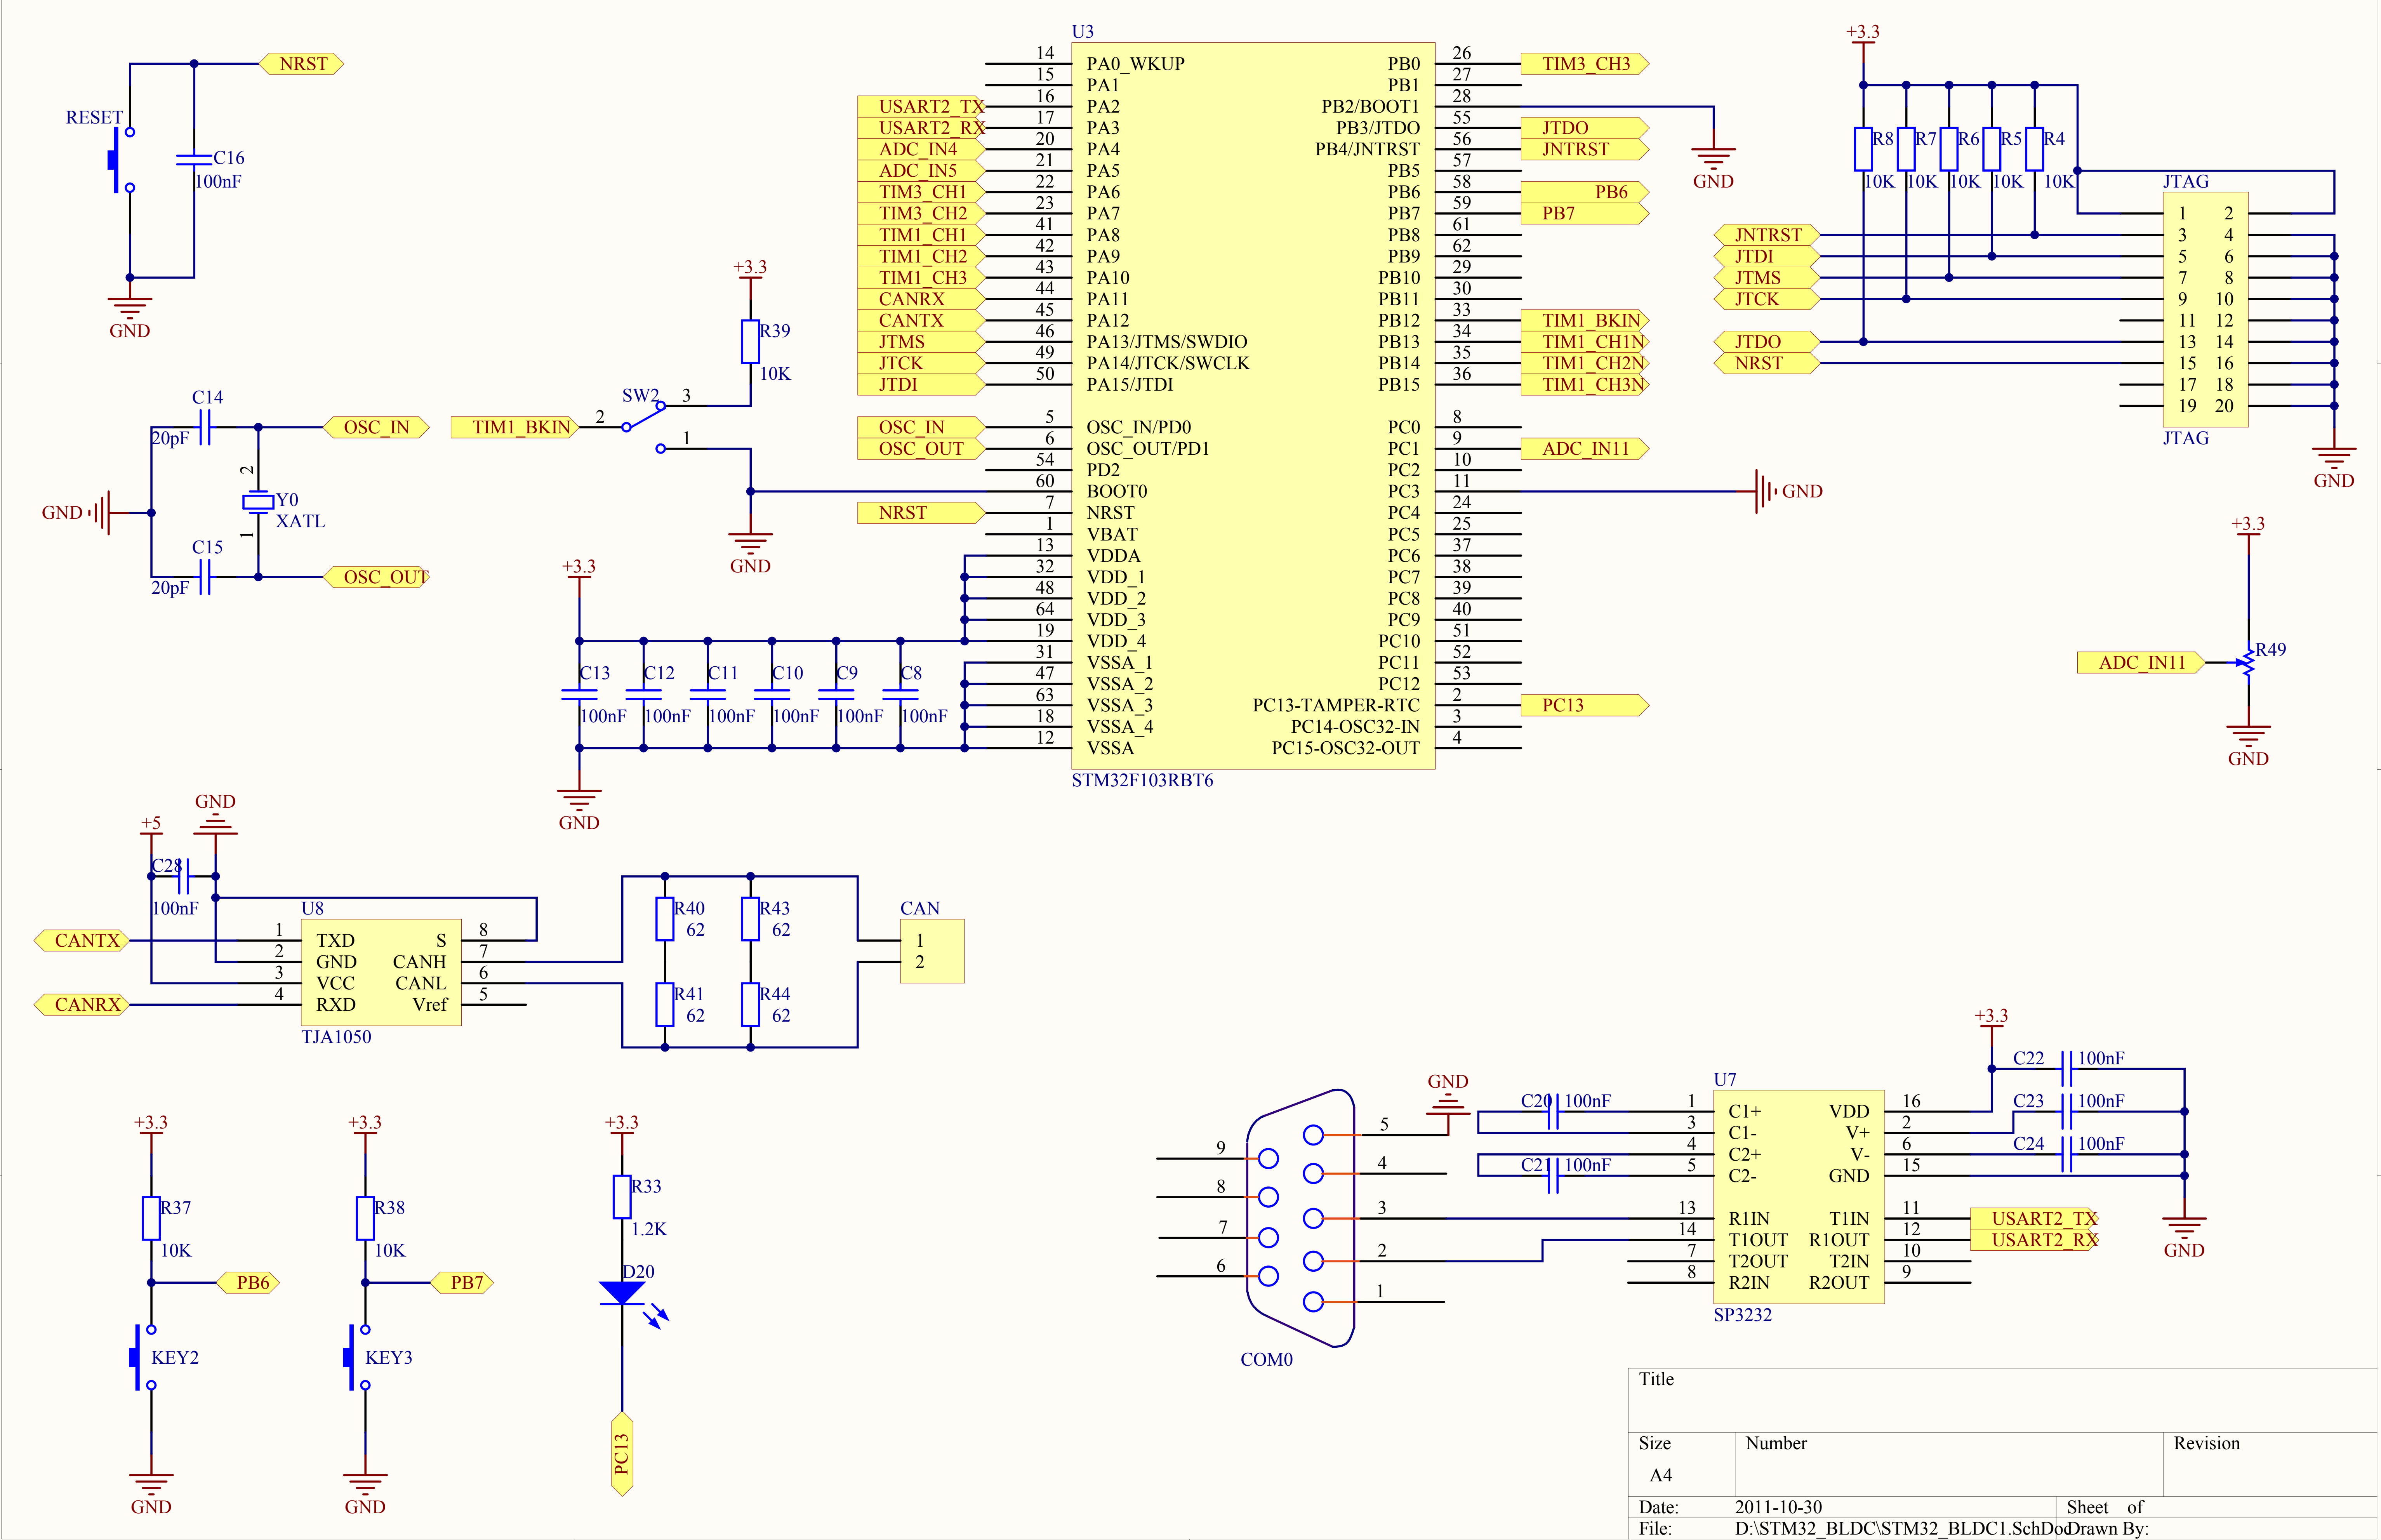 NRST
RESET
C16
100nF
GND
C14
20pF
OSC_IN
2
Y0
XATL
1
GND
C15
20pF
OSC_OUT
+3.3
R39
10K
SW2
3
TIM1_BKIN
2
1
GND
U3
14 PA0_WKUP
15 PA1
USART2_TX 16 PA2
USART2_RX 17 PA3
ADC_IN4 20 PA4
ADC_IN5 21 PA5
TIM3_CH1 22 PA6
TIM3_CH2 23 PA7
TIM1_CH1 41 PA8
TIM1_CH2 42 PA9
TIM1_CH3 43 PA10
CANRX 44 PA11
CANTX 45 PA12
JTMS 46 PA13/JTMS/SWDIO
JTCK 49 PA14/JTCK/SWCLK
JTDI 50 PA15/JTDI
OSC_IN 5 OSC_IN/PD0
OSC_OUT 6 OSC_OUT/PD1
54 PD2
60 BOOT0
NRST 7 NRST
1 VBAT
13 VDDA
32 VDD_1
48 VDD_2
64 VDD_3
19 VDD_4
31 VSSA_1
47 VSSA_2
63 VSSA_3
18 VSSA_4
12 VSSA
PB0 26 TIM3_CH3
PB1 27
PB2/BOOT1 28
PB3/JTDO 55 JTDO
PB4/JNTRST 56 JNTRST
PB5 57
PB6 58 PB6
PB7 59 PB7
PB8 61
PB9 62
PB10 29
PB11 30
PB12 33 TIM1_BKIN
PB13 34 TIM1_CH1N
PB14 35 TIM1_CH2N
PB15 36 TIM1_CH3N
PC0 8
PC1 9 ADC_IN11
PC2 10
PC3 11
PC4 24
PC5 25
PC6 37
PC7 38
PC8 39
PC9 40
PC10 51
PC11 52
PC12 53
PC13-TAMPER-RTC 2 PC13
PC14-OSC32-IN 3
PC15-OSC32-OUT 4
STM32F103RBT6
GND
GND
+3.3
C13 C12 C11 C10 C9 C8
100nF 100nF 100nF 100nF 100nF 100nF
GND
+3.3
R8 R7 R6 R5 R4
10K 10K 10K 10K 10K
JTAG
1 2
JNTRST 3 4
JTDI 5 6
JTMS 7 8
JTCK 9 10
11 12
JTDO 13 14
NRST 15 16
17 18
19 20
JTAG
GND
+3.3
R49
ADC_IN11
GND
GND
+5
C28
100nF
U8
CANTX 1 TXD S 8
2 GND CANH 7
3 VCC CANL 6
CANRX 4 RXD Vref 5
TJA1050
R40 R43
62 62
R41 R44
62 62
CAN
1
2
+3.3
R37
10K
PB6
KEY2
GND
+3.3
R38
10K
PB7
KEY3
GND
+3.3
R33
1.2K
D20
PC13
GND
5
9
4
8
3
7
2
6
1
COM0
+3.3
C22 100nF
U7
C20 100nF 1 C1+ VDD 16 C23 100nF
3 C1- V+ 2
4 C2+ V- 6 C24 100nF
C21 100nF 5 C2- GND 15
13 R1IN T1IN 11 USART2_TX
14 T1OUT R1OUT 12 USART2_RX
7 T2OUT T2IN 10
8 R2IN R2OUT 9
SP3232
GND
Title
Size Number Revision
A4
Date: 2011-10-30 Sheet of
File: D:\STM32_BLDC\STM32_BLDC1.SchDoc Drawn By: